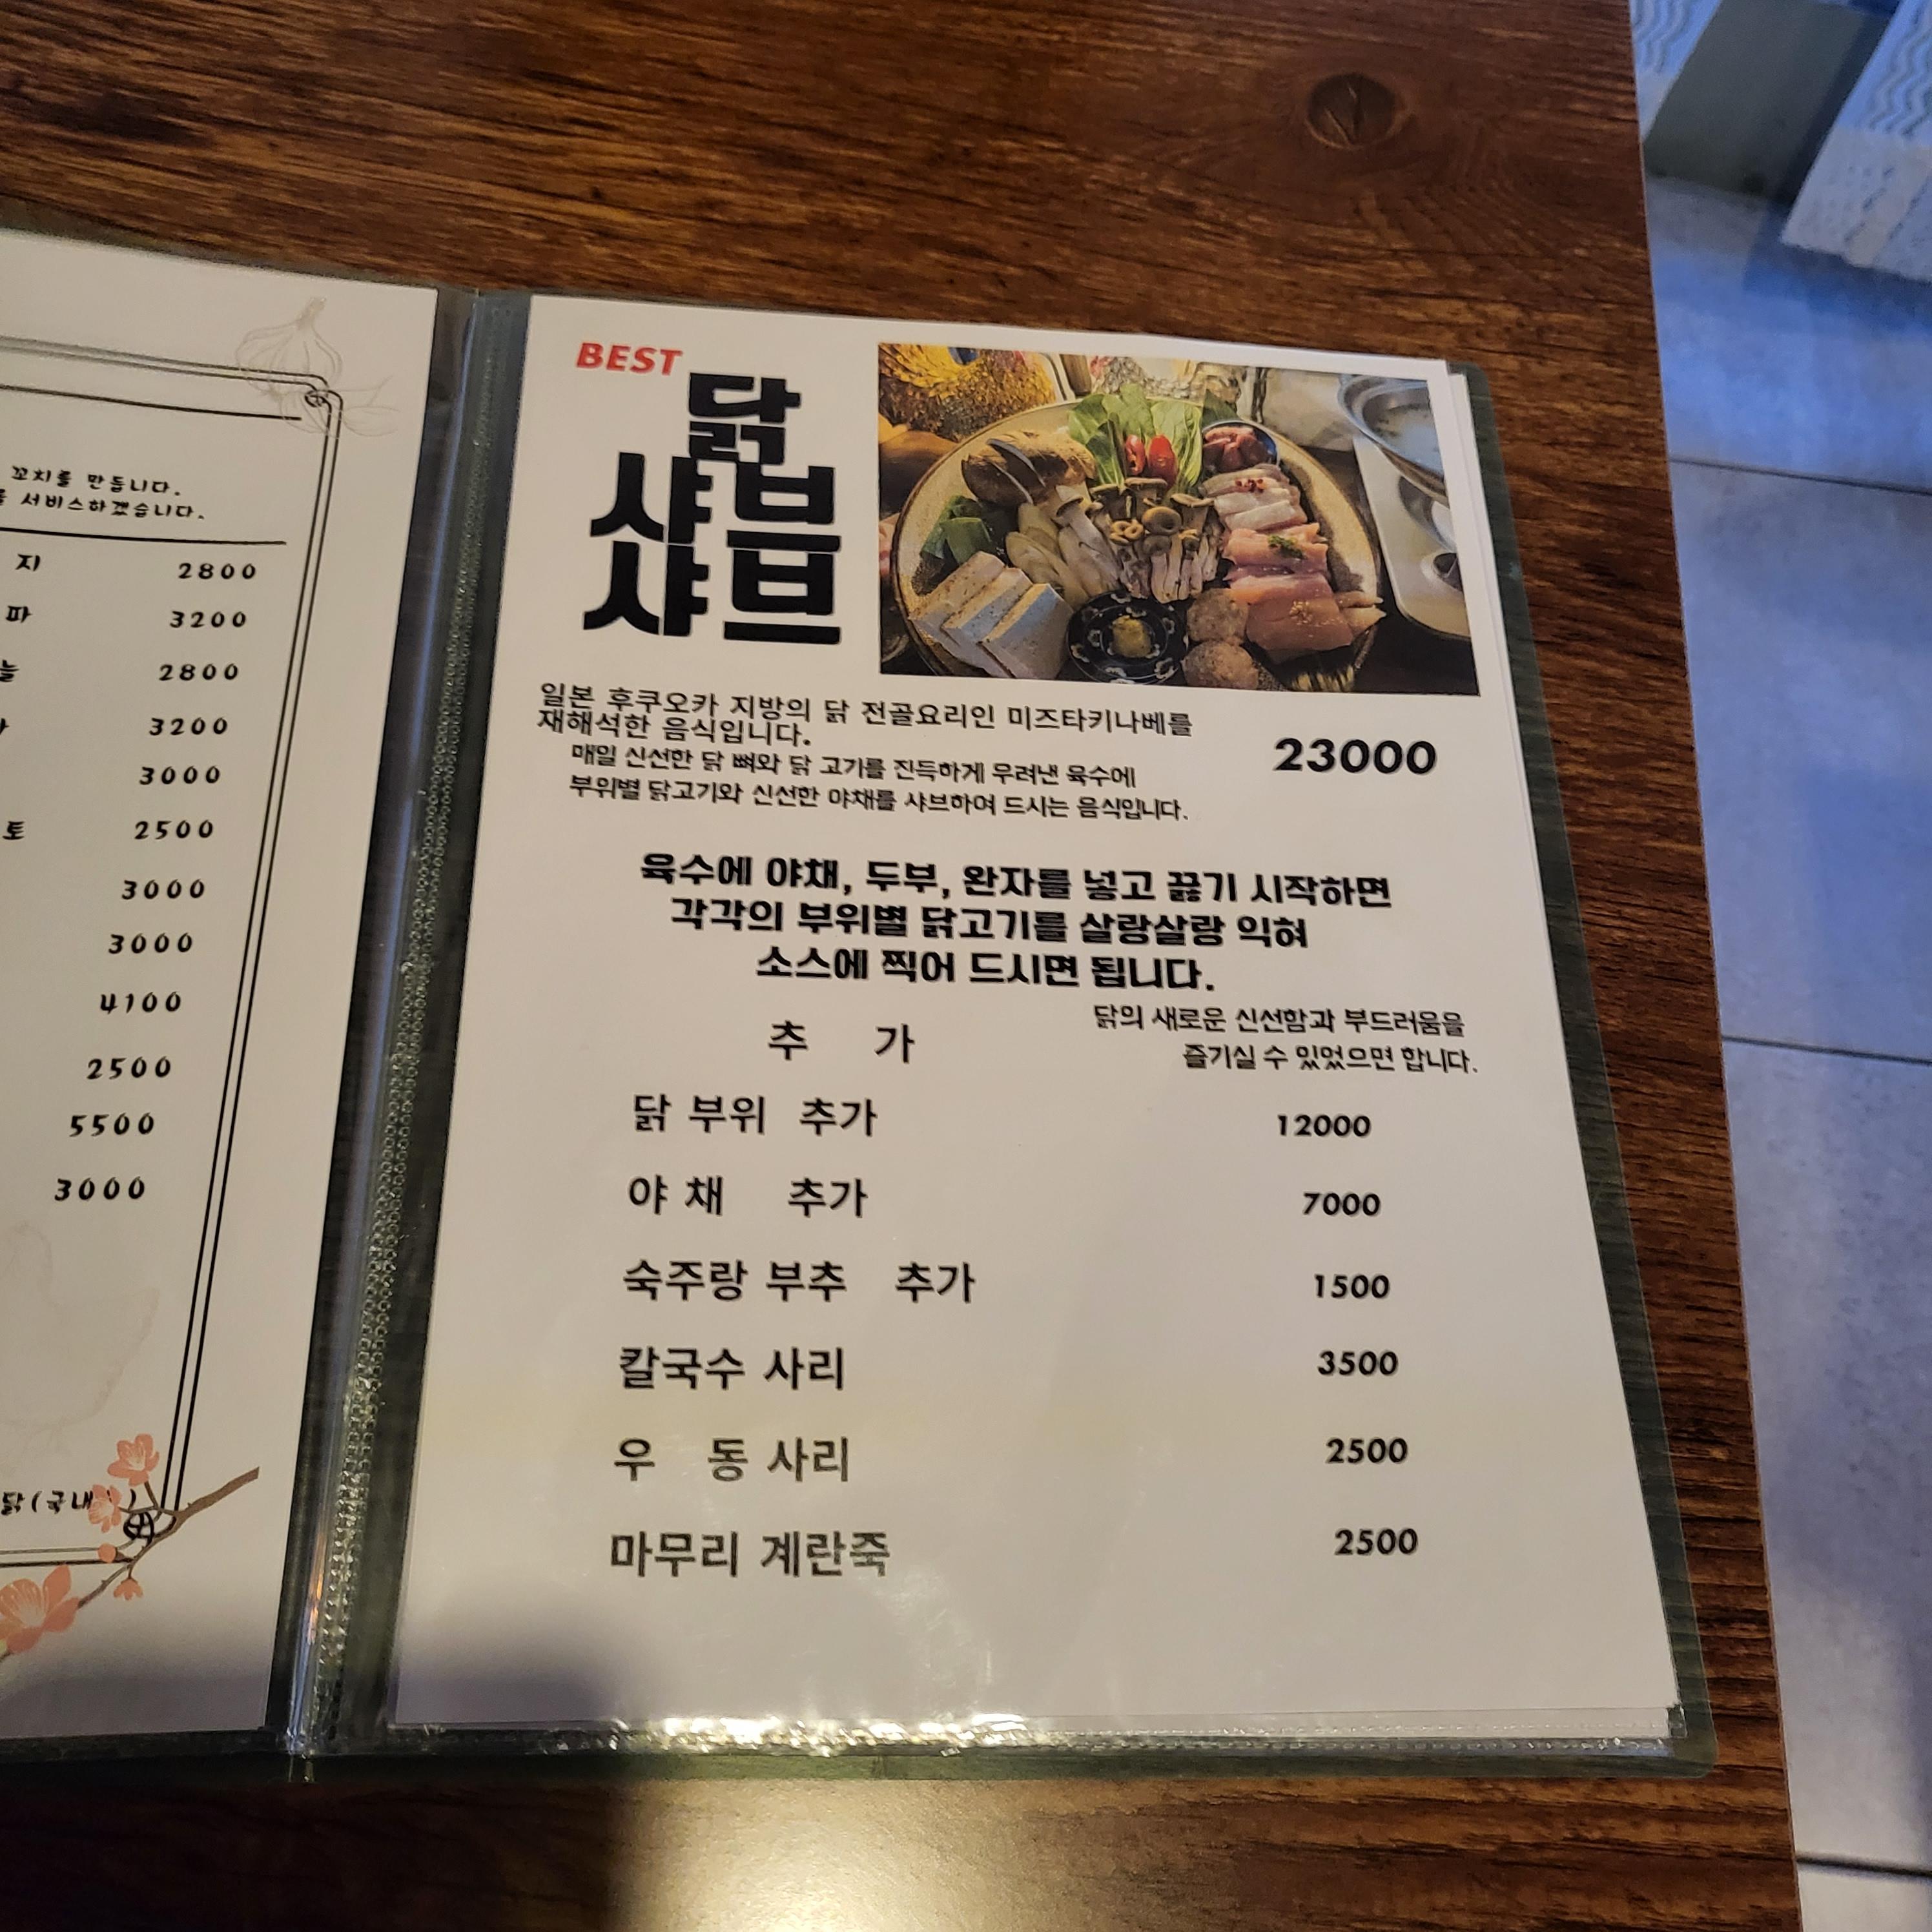 꼬치를 만듭니다.
서비스하겠습니다.
지 2800
파 3200
늘 2800
3200
3000
토 2500
3000
3000
4100
2500
5500
3000
닭(국내
BEST
닭
샤브
샤브
일본 후쿠오카 지방의 닭 전골요리인 미즈타키나베를
재해석한 음식입니다.
매일 신선한 닭 뼈와 닭 고기를 진득하게 우려낸 육수에
부위별 닭고기와 신선한 야채를 샤브하여 드시는 음식입니다.
23000
육수에 야채, 두부, 완자를 넣고 끓기 시작하면
각각의 부위별 닭고기를 살랑살랑 익혀
소스에 찍어 드시면 됩니다.
닭의 새로운 신선함과 부드러움을
즐기실 수 있었으면 합니다.
추 가
닭 부위 추가 12000
야 채 추가 7000
숙주랑 부추 추가 1500
칼국수 사리 3500
우 동 사리 2500
마무리 계란죽 2500